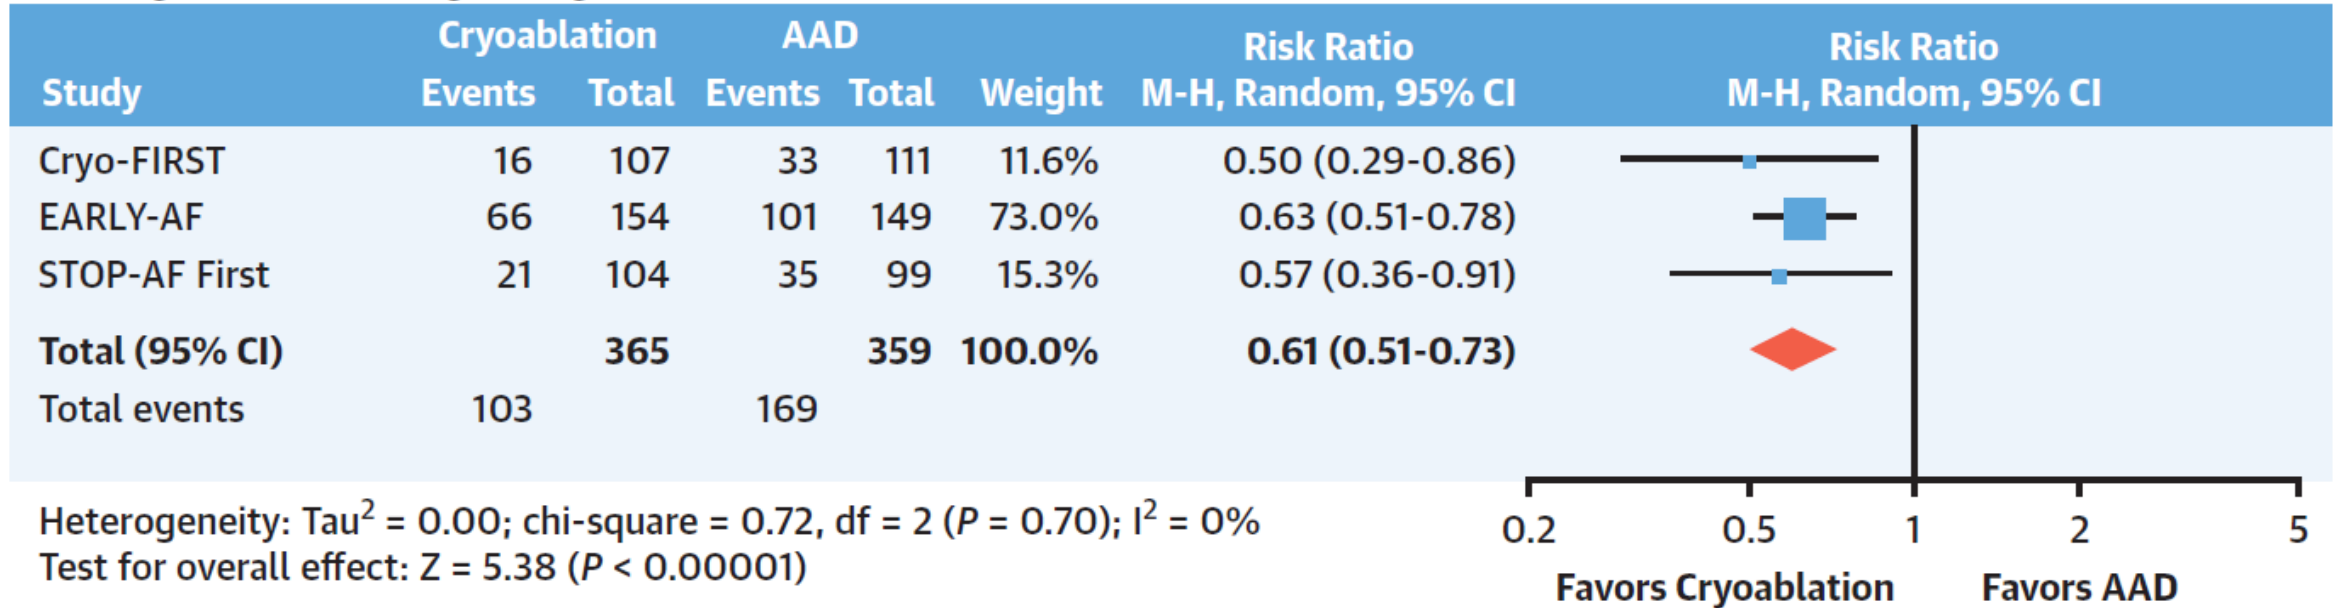 Cryoablation AAD Risk Ratio Risk Ratio
Study Events Total Events Total Weight M-H, Random, 95% CI M-H, Random, 95% CI
Cryo-FIRST 16 107 33 111 11.6% 0.50 (0.29-0.86)
EARLY-AF 66 154 101 149 73.0% 0.63 (0.51-0.78)
STOP-AF First 21 104 35 99 15.3% 0.57 (0.36-0.91)
Total (95% CI) 365 359 100.0% 0.61 (0.51-0.73)
Total events 103 169
Heterogeneity: Tau² = 0.00; chi-square = 0.72, df = 2 (P = 0.70); I² = 0%
Test for overall effect: Z = 5.38 (P < 0.00001)
0.2 0.5 1 2 5
Favors Cryoablation Favors AAD